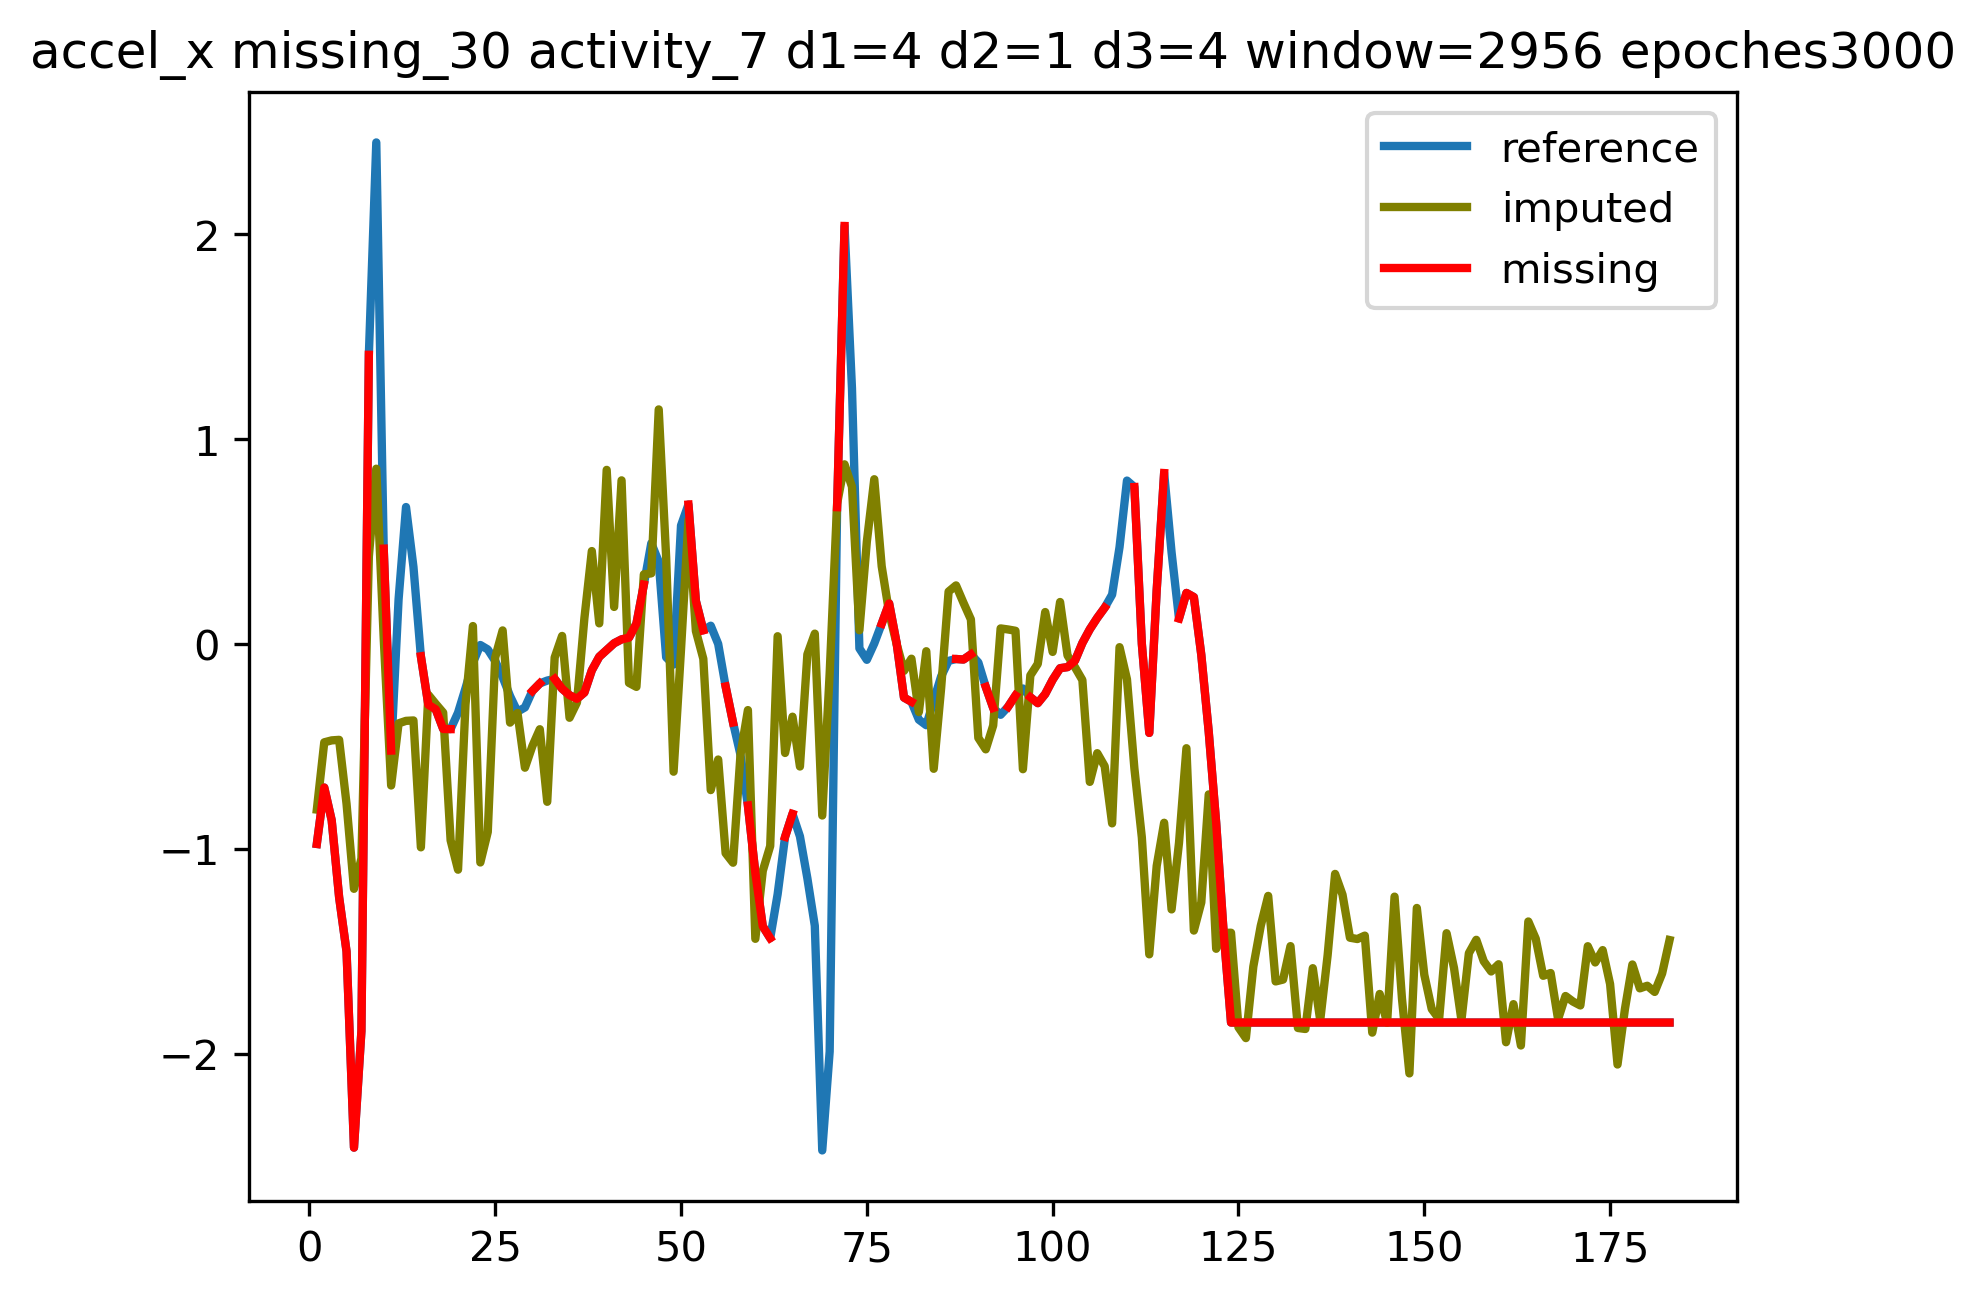 accel_x missing_30 activity_7 d1=4 d2=1 d3=4 window=2956 epoches3000
reference
imputed
missing
2
1
0
−1
−2
0 25 50 75 100 125 150 175